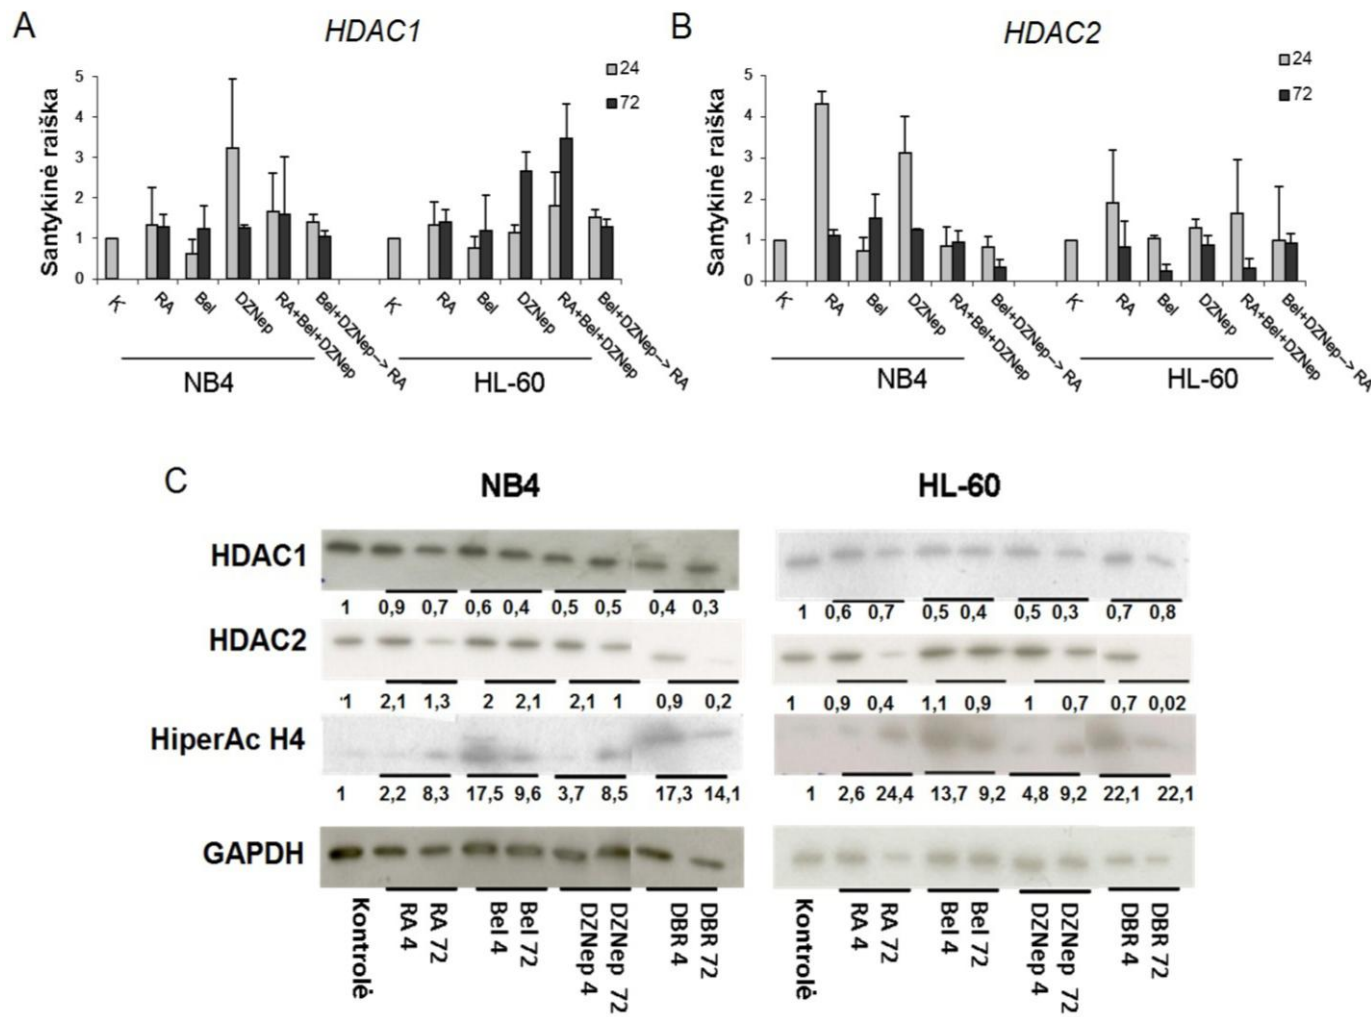 A
HDAC1
24
72
Santykinė raiška
5
4
3
2
1
0
K
RA
Bel
DZNep
RA+Bel+DZNep
Bel+DZNep--> RA
K
RA
Bel
DZNep
RA+Bel+DZNep
Bel+DZNep--> RA
NB4
HL-60
B
HDAC2
24
72
Santykinė raiška
5
4
3
2
1
0
K
RA
Bel
DZNep
RA+Bel+DZNep
Bel+DZNep--> RA
K
RA
Bel
DZNep
RA+Bel+DZNep
Bel+DZNep--> RA
NB4
HL-60
C
NB4
HL-60
HDAC1
1 0,9 0,7 0,6 0,4 0,5 0,5 0,4 0,3
1 0,6 0,7 0,5 0,4 0,5 0,3 0,7 0,8
HDAC2
1 2,1 1,3 2 2,1 2,1 1 0,9 0,2
1 0,9 0,4 1,1 0,9 1 0,7 0,7 0,02
HiperAc H4
1 2,2 8,3 17,5 9,6 3,7 8,5 17,3 14,1
1 2,6 24,4 13,7 9,2 4,8 9,2 22,1 22,1
GAPDH
Kontrolė
RA 4
RA 72
Bel 4
Bel 72
DZNep 4
DZNep 72
DBR 4
DBR 72
Kontrolė
RA 4
RA 72
Bel 4
Bel 72
DZNep 4
DZNep 72
DBR 4
DBR 72